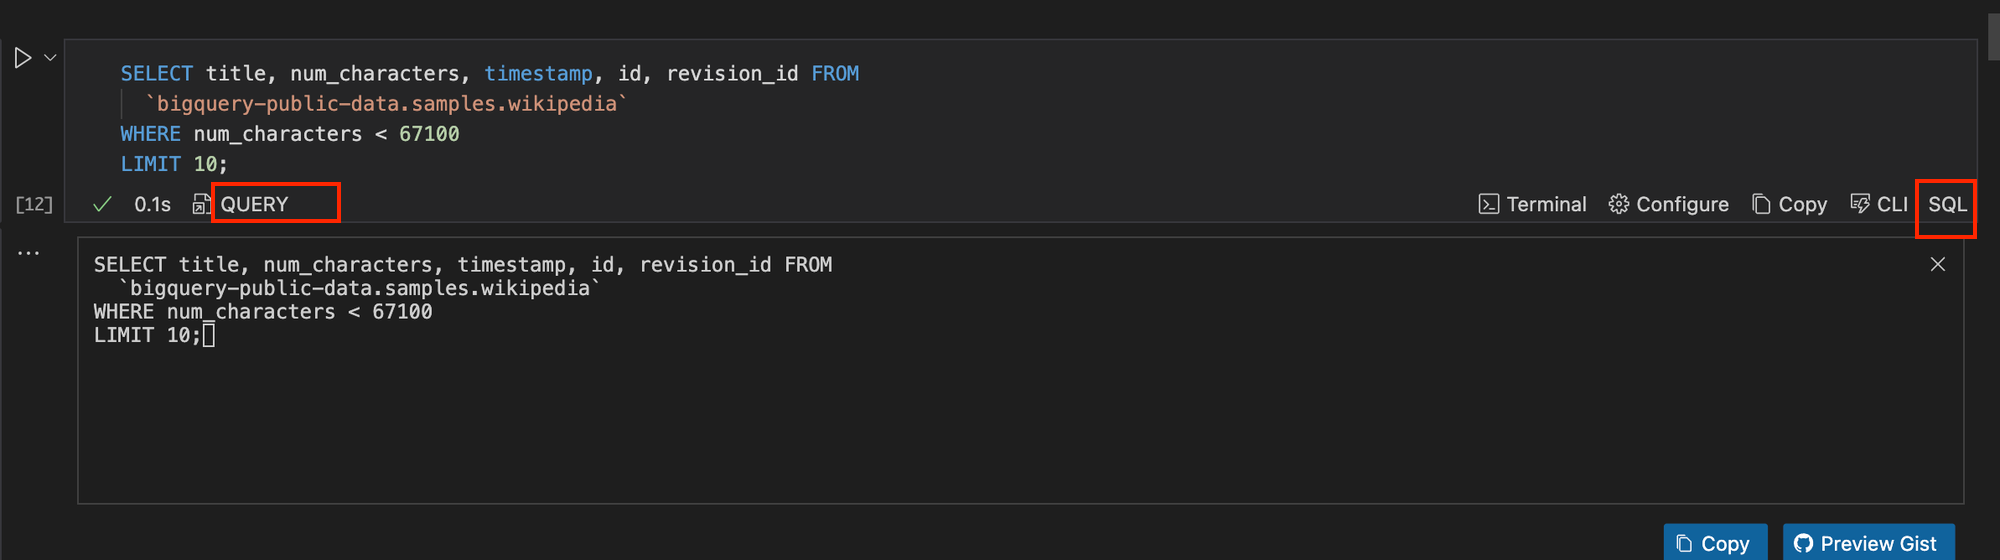 SELECT title, num_characters, timestamp, id, revision_id FROM
`bigquery-public-data.samples.wikipedia`
WHERE num_characters < 67100
LIMIT 10;
[12] 0.1s QUERY Terminal Configure Copy CLI SQL
SELECT title, num_characters, timestamp, id, revision_id FROM
`bigquery-public-data.samples.wikipedia`
WHERE num_characters < 67100
LIMIT 10;
Copy Preview Gist